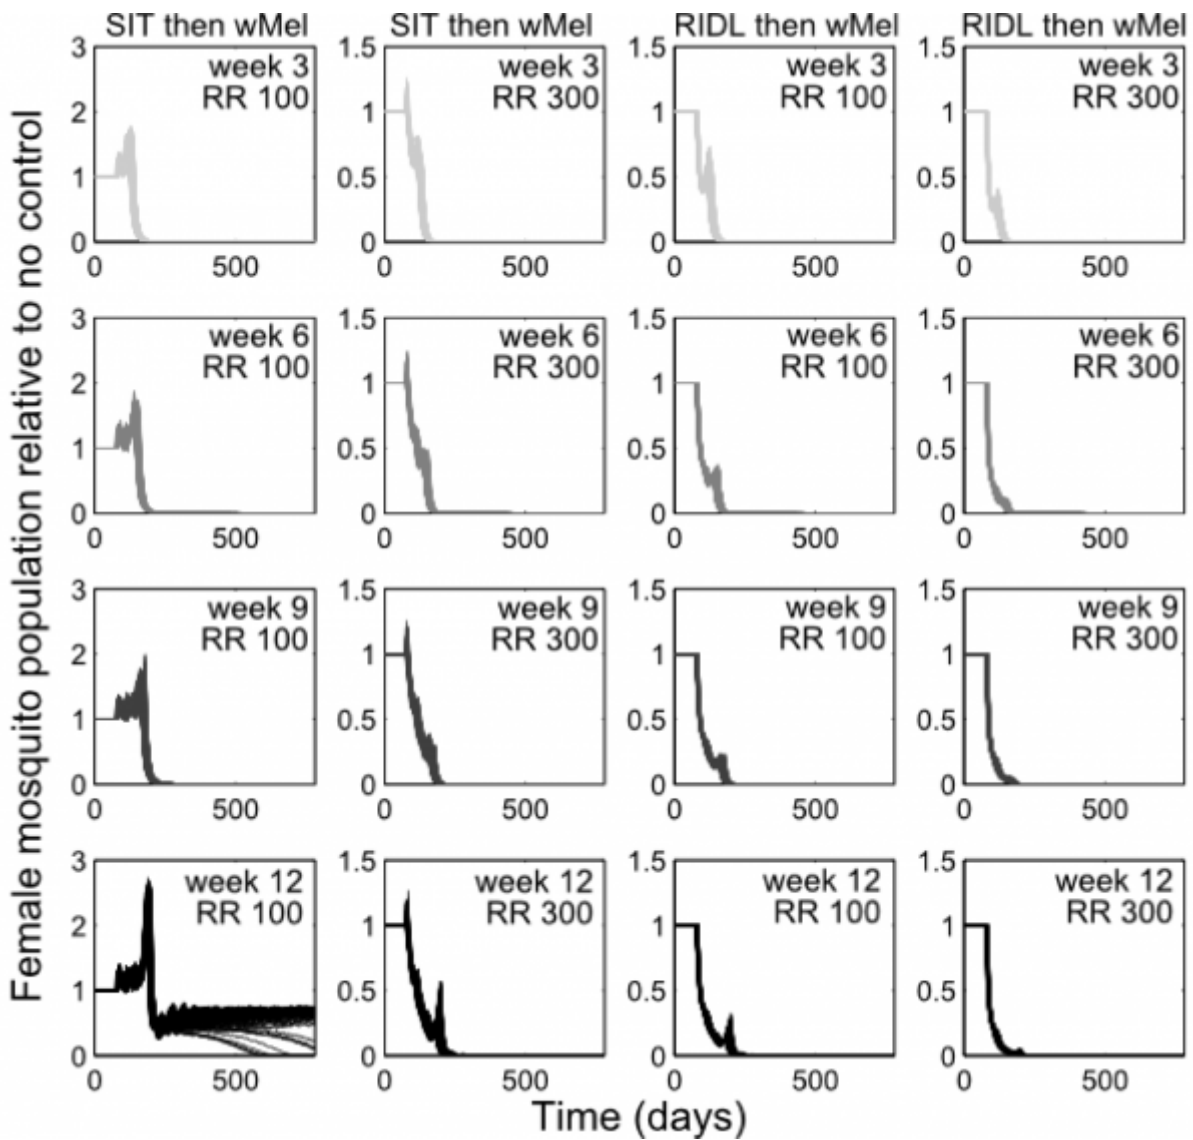 SIT then wMel SIT then wMel RIDL then wMel RIDL then wMel
3 1.5 1.5 1.5
week 3 week 3 week 3 week 3
RR 100 RR 300 RR 100 RR 300
2 1 1 1
1 0.5 0.5 0.5
0 0 0 0
0 500 0 500 0 500 0 500
3 1.5 1.5 1.5
week 6 week 6 week 6 week 6
RR 100 RR 300 RR 100 RR 300
2 1 1 1
1 0.5 0.5 0.5
0 0 0 0
0 500 0 500 0 500 0 500
3 1.5 1.5 1.5
week 9 week 9 week 9 week 9
RR 100 RR 300 RR 100 RR 300
2 1 1 1
1 0.5 0.5 0.5
0 0 0 0
0 500 0 500 0 500 0 500
3 1.5 1.5 1.5
week 12 week 12 week 12 week 12
RR 100 RR 300 RR 100 RR 300
2 1 1 1
1 0.5 0.5 0.5
0 0 0 0
0 500 0 500 0 500 0 500
Time (days)
Female mosquito population relative to no control